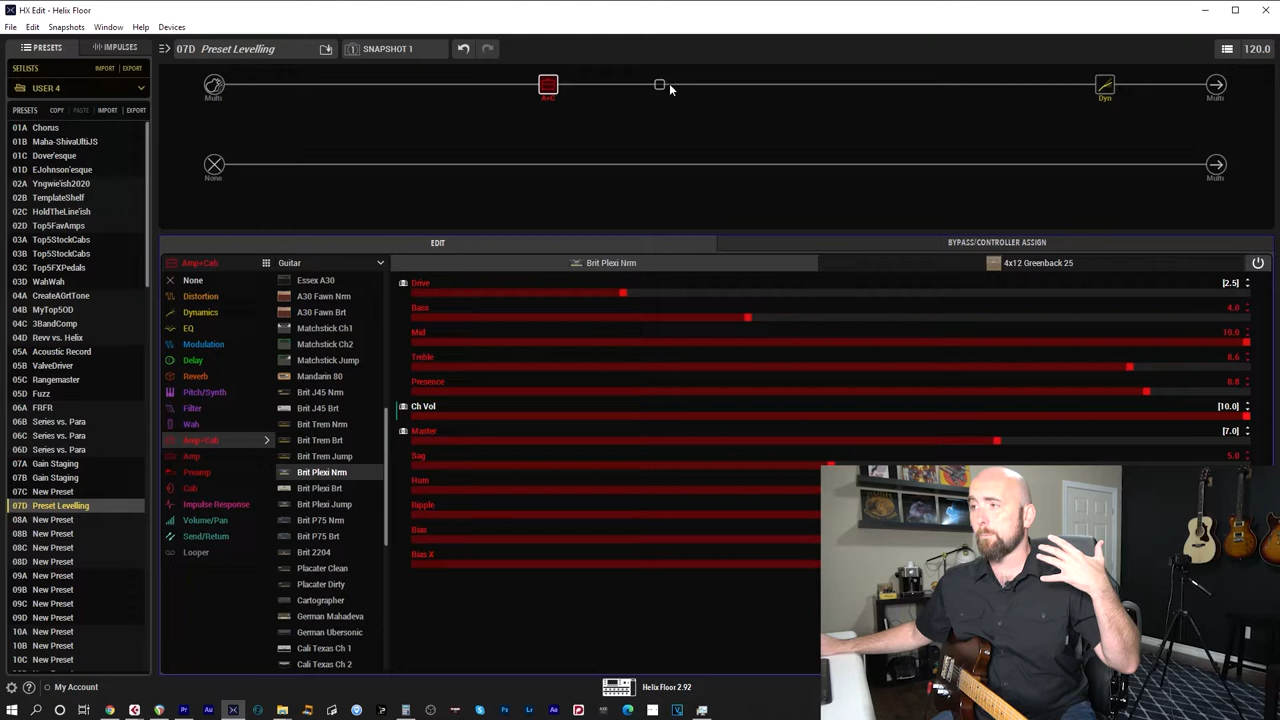 HX Edit - Helix Floor
File Edit Snapshots Window Help Devices
PRESETS IMPULSES
07D Preset Levelling
1 SNAPSHOT 1
120.0
SETLISTS IMPORT EXPORT
USER 4
PRESETS COPY PASTE IMPORT EXPORT
01A Chorus
01B Maha-ShivaUltiJS
01C Dover'esque
01D EJohnson'esque
02A Yngwie'ish2020
02B TemplateShelf
02C HoldTheLine'ish
02D Top5FavAmps
03A Top5StockCabs
03B Top5StockCabs
03C Top5FXPedals
03D WahWah
04A CreateAGrtTone
04B MyTop5OD
04C 3BandComp
04D Revv vs. Helix
05A Acoustic Record
05B ValveDriver
05C Rangemaster
05D Fuzz
06A FRFR
06B Series vs. Para
06C Series vs. Para
06D Series vs. Para
07A Gain Staging
07B Gain Staging
07C New Preset
07D Preset Levelling
08A New Preset
08B New Preset
08C New Preset
08D New Preset
09A New Preset
09B New Preset
09C New Preset
09D New Preset
10A New Preset
10B New Preset
10C New Preset
My Account
Multi
A+C
Dyn
Multi
None
Multi
EDIT
BYPASS/CONTROLLER ASSIGN
Amp+Cab
Guitar
Brit Plexi Nrm
4x12 Greenback 25
None
Distortion
Dynamics
EQ
Modulation
Delay
Reverb
Pitch/Synth
Filter
Wah
Amp+Cab
Amp
Preamp
Cab
Impulse Response
Volume/Pan
Send/Return
Looper
Essex A30
A30 Fawn Nrm
A30 Fawn Brt
Matchstick Ch1
Matchstick Ch2
Matchstick Jump
Mandarin 80
Brit J45 Nrm
Brit J45 Brt
Brit Trem Nrm
Brit Trem Brt
Brit Trem Jump
Brit Plexi Nrm
Brit Plexi Brt
Brit Plexi Jump
Brit P75 Nrm
Brit P75 Brt
Brit 2204
Placater Clean
Placater Dirty
Cartographer
German Mahadeva
German Ubersonic
Cali Texas Ch 1
Cali Texas Ch 2
Drive [2.5]
Bass 4.0
Mid 10.0
Treble 8.6
Presence 8.8
Ch Vol [10.0]
Master [7.0]
Sag 5.0
Hum
Ripple
Bias
Bias X
Helix Floor 2.92